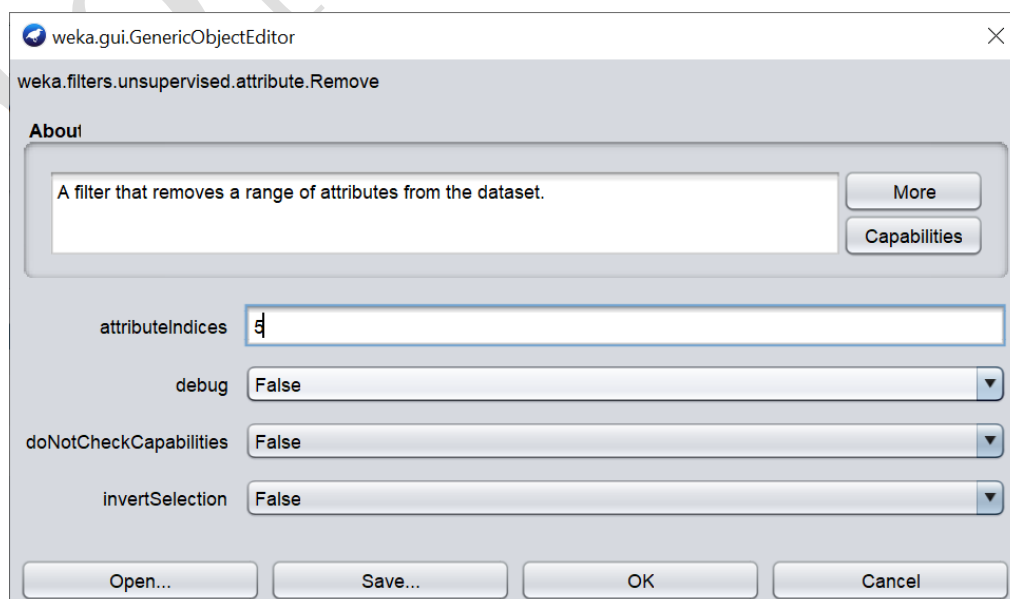 weka.gui.GenericObjectEditor
weka.filters.unsupervised.attribute.Remove
About
A filter that removes a range of attributes from the dataset.
More
Capabilities
attributeIndices 5
debug False
doNotCheckCapabilities False
invertSelection False
Open... Save... OK Cancel